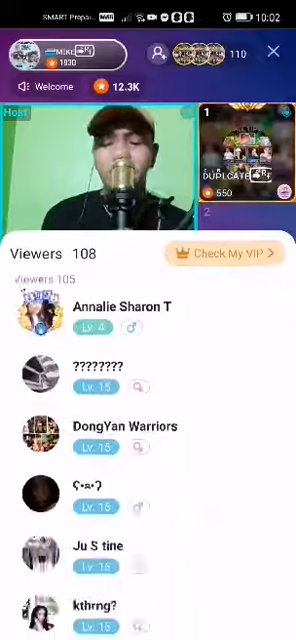 SMART Prepai..
10:02
MIKE
1930
110
Welcome
12.3K
Host
1
DUPLCATE
550
2
Viewers 108
Check My VIP
Viewers 105
Annalie Sharon T
Lv. 4
????????
Lv. 15
DongYan Warriors
Lv. 15
Lv. 15
Ju S tine
Lv. 15
kthrng?
Lv. 15